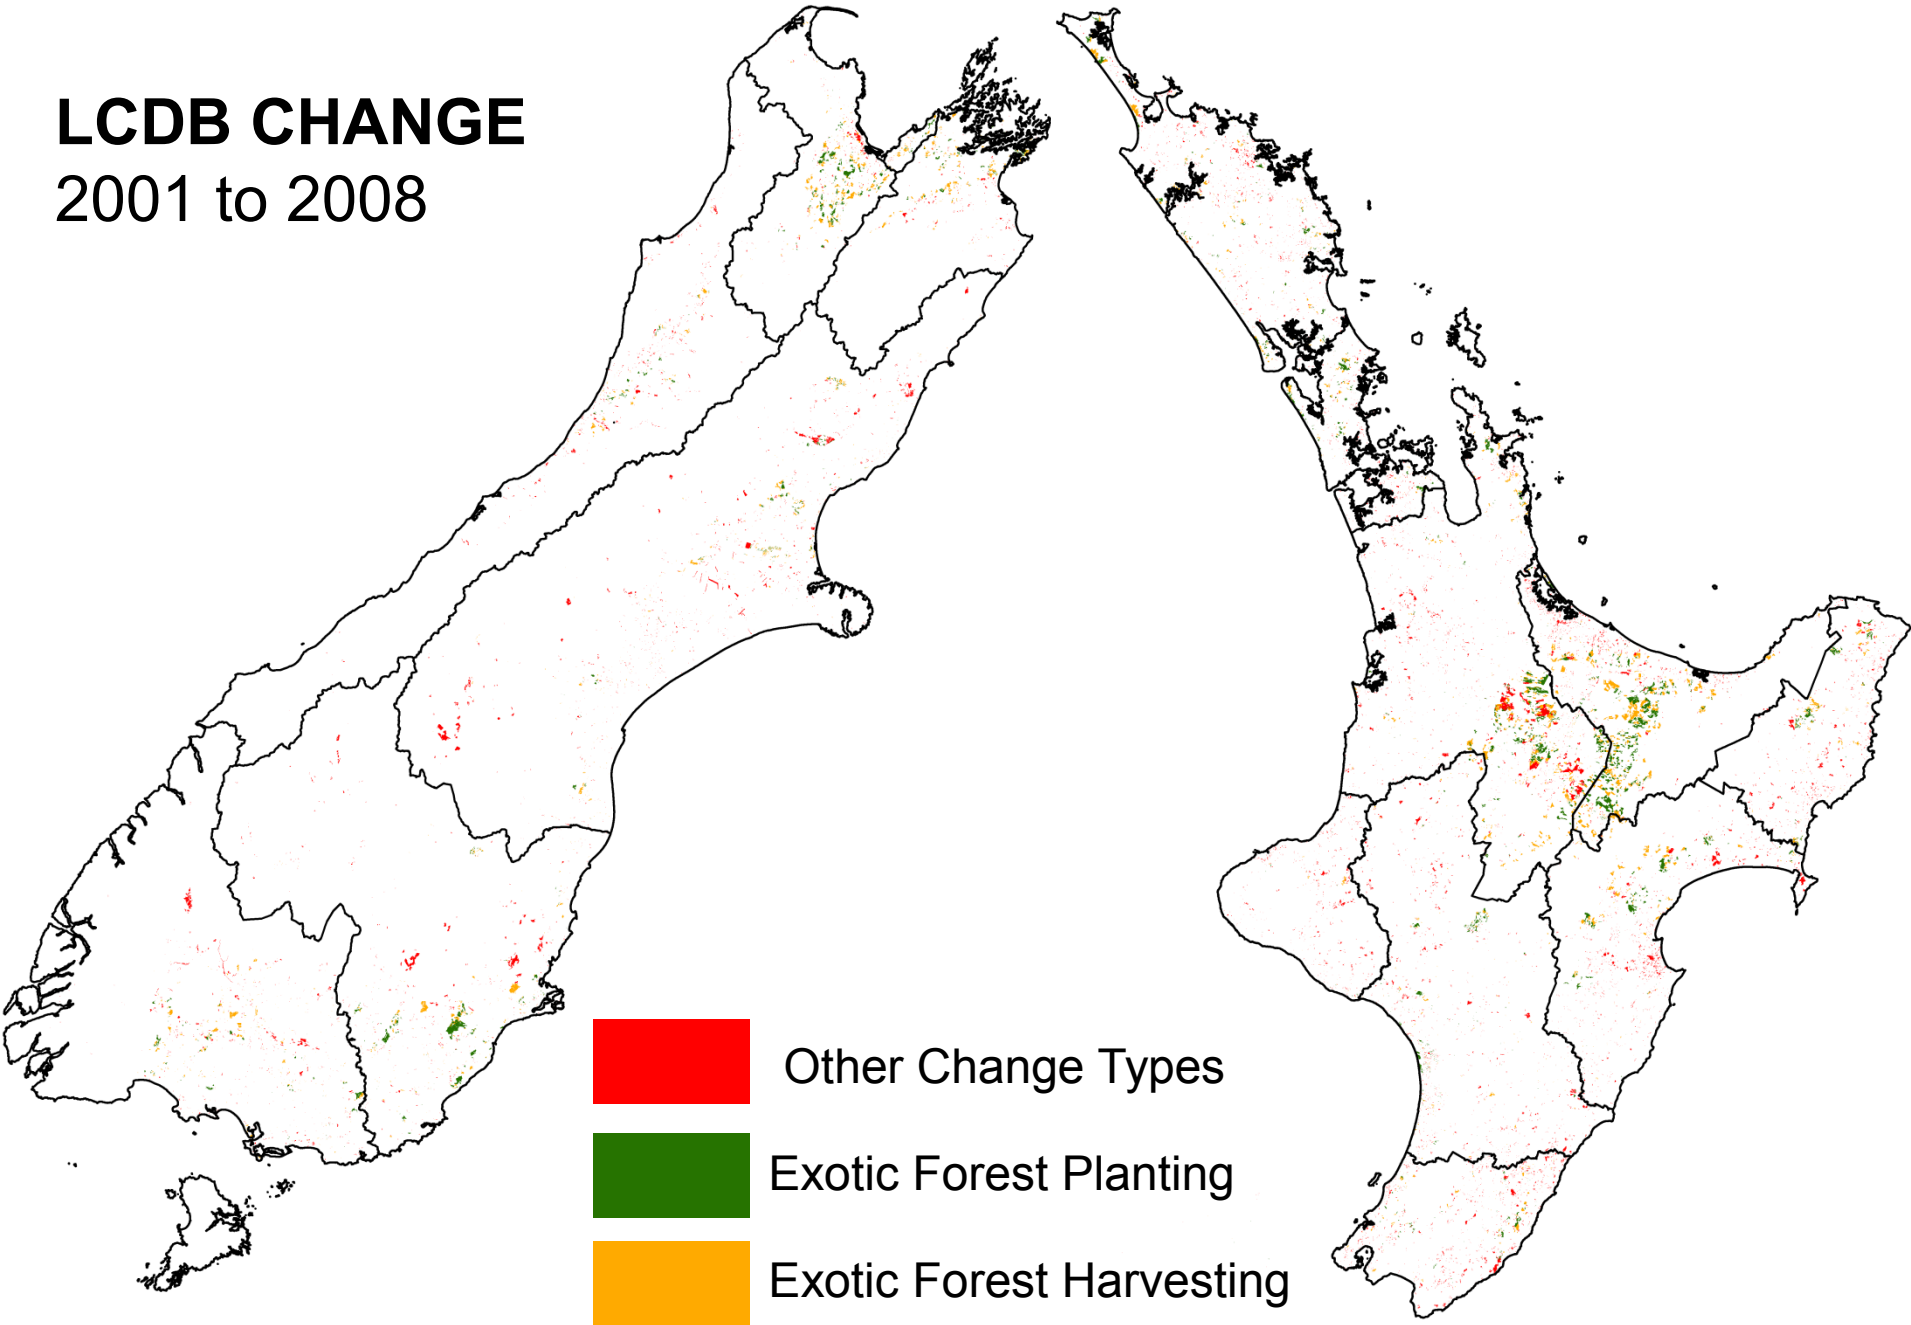 LCDB CHANGE
2001 to 2008
Other Change Types
Exotic Forest Planting
Exotic Forest Harvesting